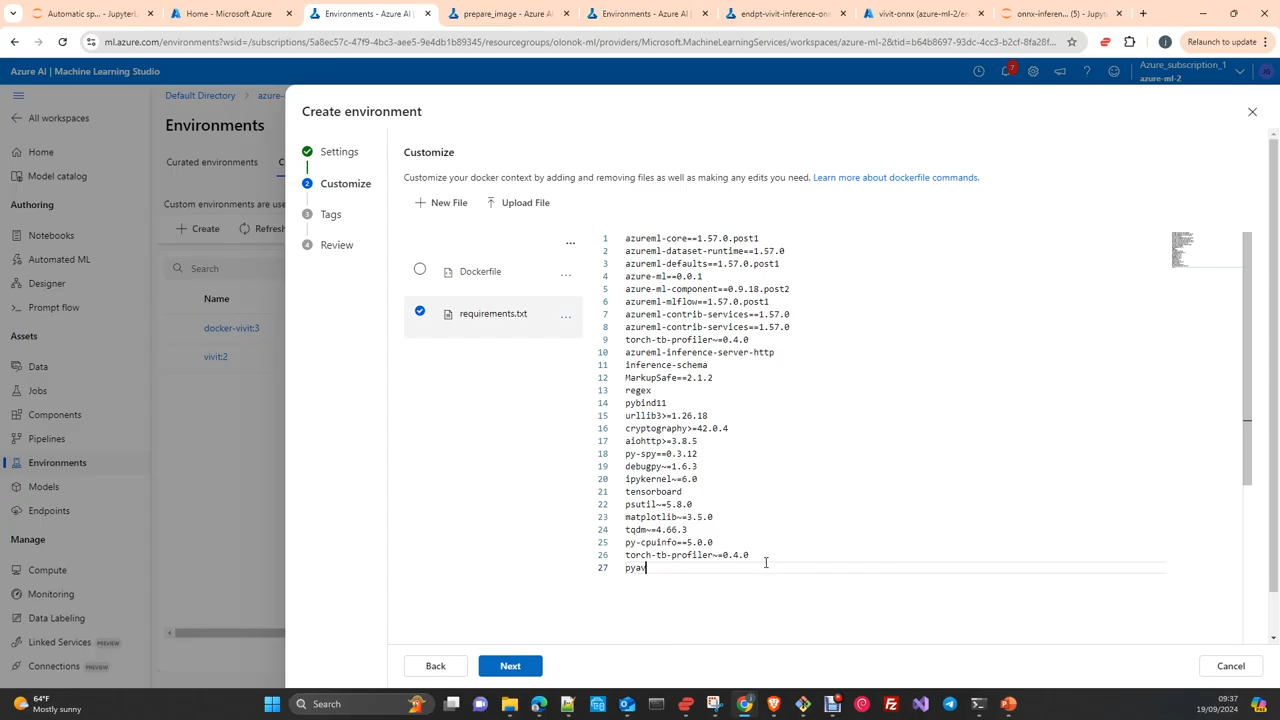 Automatic sp... - JupyterL
Home - Microsoft Azure
Environments - Azure AI |
prepare_image - Azure AI
Environments - Azure AI |
endpt-vivit-inference-onn
vivit-onnx (azure-ml-2/en
onnx-inferen... (5) - Jupyt
ml.azure.com/environments?wsid=/subscriptions/5a8ec57c-47f9-4bc3-aee5-9e4db1b89345/resourcegroups/olonok-ml/providers/Microsoft.MachineLearningServices/workspaces/azure-ml-2&tid=b64b8697-93dc-4cc3-b2cf-8fa44f...
Relaunch to update
Azure AI | Machine Learning Studio
7
Azure_subscription_1
azure-ml-2
JG
All workspaces
Home
Model catalog
Authoring
Notebooks
Automated ML
Designer
Prompt flow
Assets
Data
Jobs
Components
Pipelines
Environments
Models
Endpoints
Manage
Compute
Monitoring
Data Labeling
Linked Services PREVIEW
Connections PREVIEW
Default Directory > azure-
Environments
Curated environments C
Custom environments are use
Create Refresh
Search
Name
docker-vivit:3
vivit:2
Create environment
Settings
2 Customize
3 Tags
4 Review
Customize
Customize your docker context by adding and removing files as well as making any edits you need. Learn more about dockerfile commands.
New File Upload File
...
Dockerfile ...
requirements.txt ...
1 azureml-core==1.57.0.post1
2 azureml-dataset-runtime==1.57.0
3 azureml-defaults==1.57.0.post1
4 azure-ml==0.0.1
5 azure-ml-component==0.9.18.post2
6 azureml-mlflow==1.57.0.post1
7 azureml-contrib-services==1.57.0
8 azureml-contrib-services==1.57.0
9 torch-tb-profiler~=0.4.0
10 azureml-inference-server-http
11 inference-schema
12 MarkupSafe==2.1.2
13 regex
14 pybind11
15 urllib3>=1.26.18
16 cryptography>=42.0.4
17 aiohttp>=3.8.5
18 py-spy==0.3.12
19 debugpy~=1.6.3
20 ipykernel~=6.0
21 tensorboard
22 psutil~=5.8.0
23 matplotlib~=3.5.0
24 tqdm~=4.66.3
25 py-cpuinfo==5.0.0
26 torch-tb-profiler~=0.4.0
27 pyav
Back Next Cancel
64°F
Mostly sunny
Search
09:37
19/09/2024